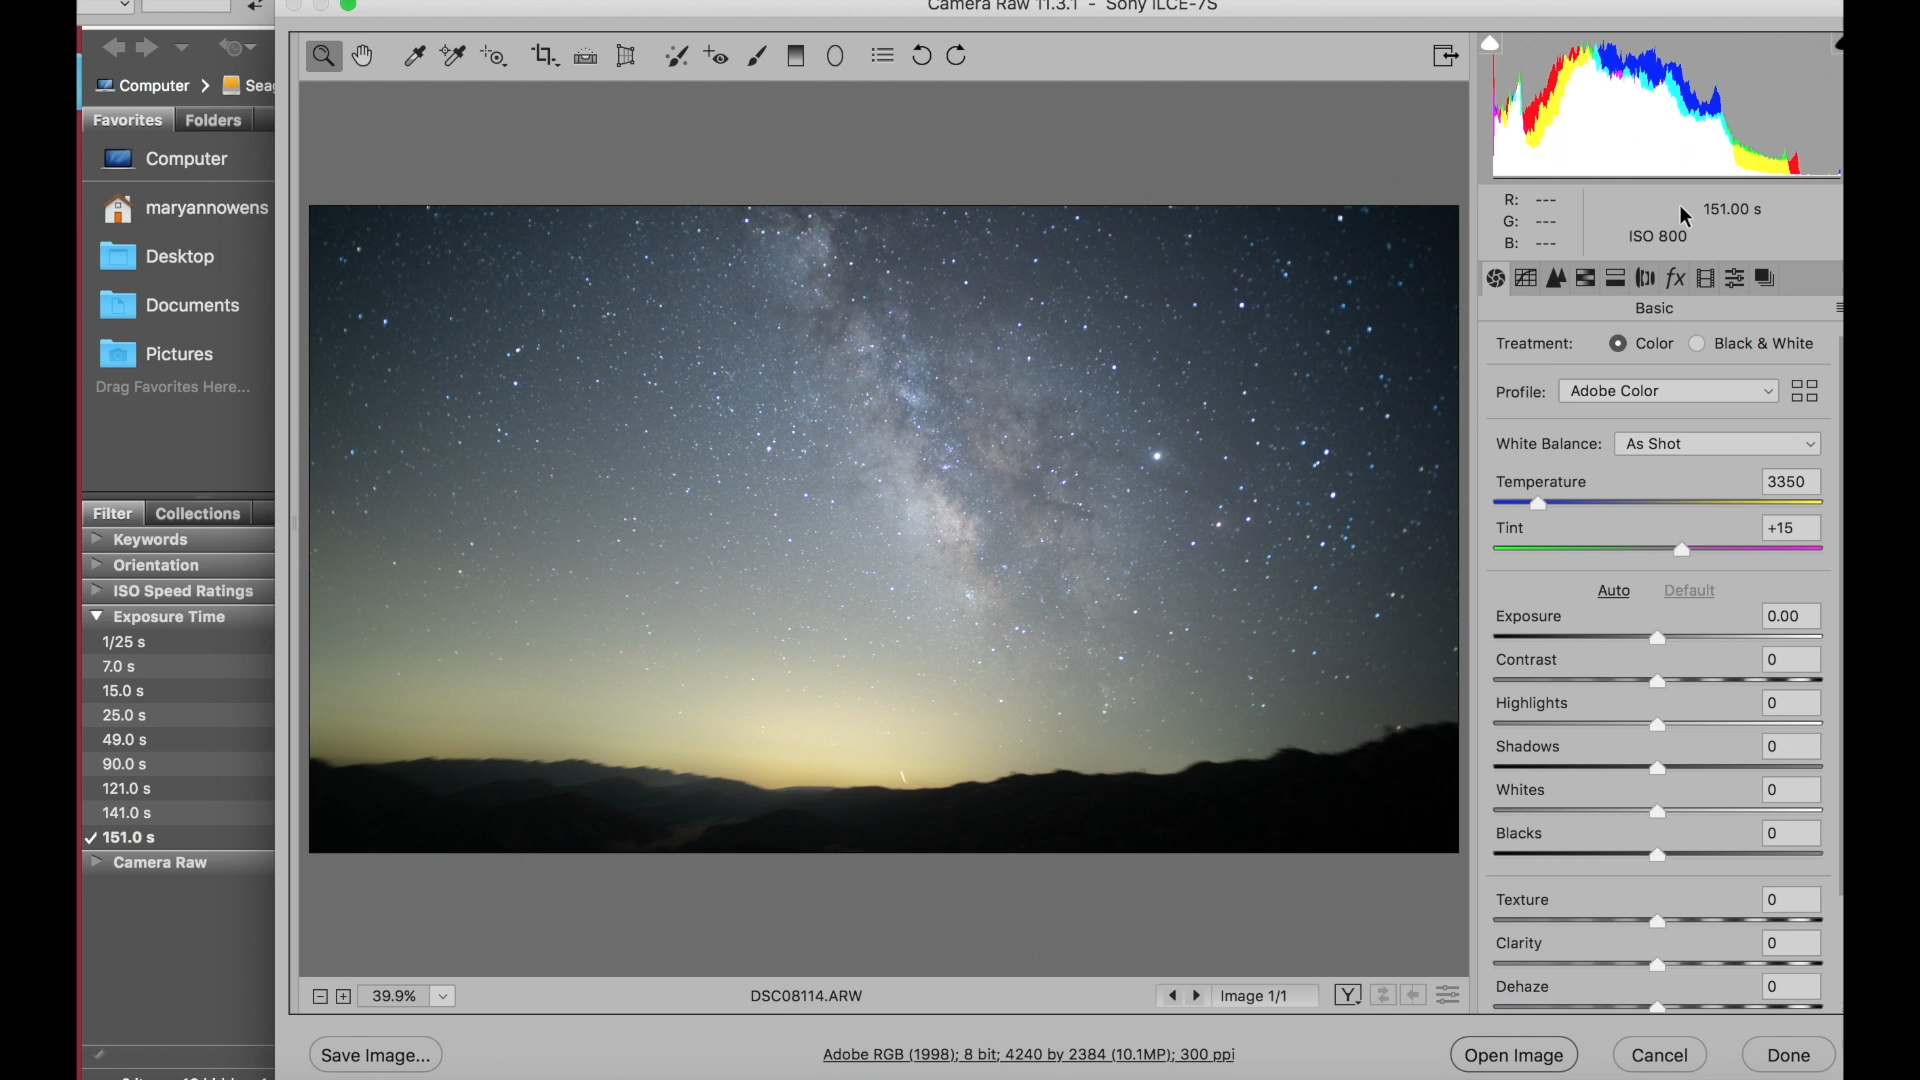 Camera Raw 11.3.1 - Sony ILCE-7S
Computer
Favorites Folders
Computer
maryannowens
Desktop
Documents
Pictures
Drag Favorites Here...
Filter Collections
Keywords
Orientation
ISO Speed Ratings
Exposure Time
1/25 s
7.0 s
15.0 s
25.0 s
49.0 s
90.0 s
121.0 s
141.0 s
151.0 s
Camera Raw
R: ---
G: ---
B: ---
151.00 s
ISO 800
Basic
Treatment: Color Black & White
Profile: Adobe Color
White Balance: As Shot
Temperature 3350
Tint +15
Auto Default
Exposure 0.00
Contrast 0
Highlights 0
Shadows 0
Whites 0
Blacks 0
Texture 0
Clarity 0
Dehaze 0
39.9% DSC08114.ARW Image 1/1 Y
Save Image... Adobe RGB (1998); 8 bit; 4240 by 2384 (10.1MP); 300 ppi Open Image Cancel Done